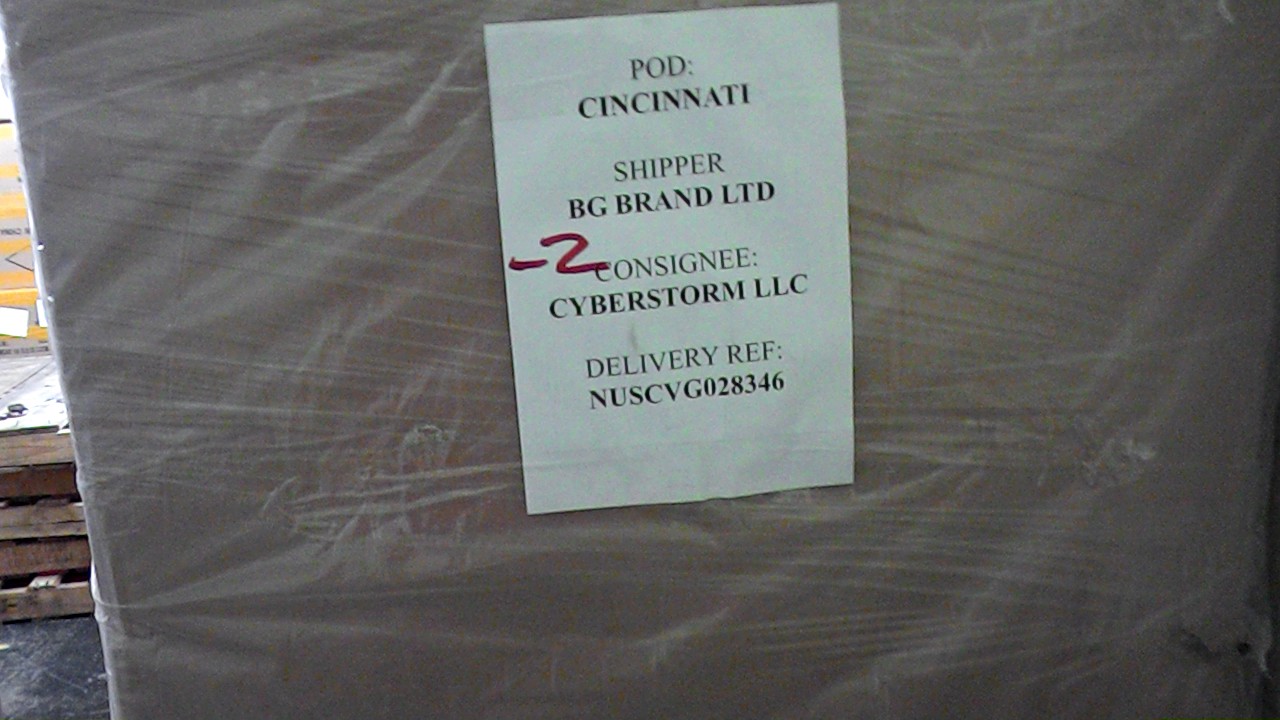 POD:
CINCINNATI
SHIPPER
BG BRAND LTD
-2
CONSIGNEE:
CYBERSTORM LLC
DELIVERY REF:
NUSCVG028346